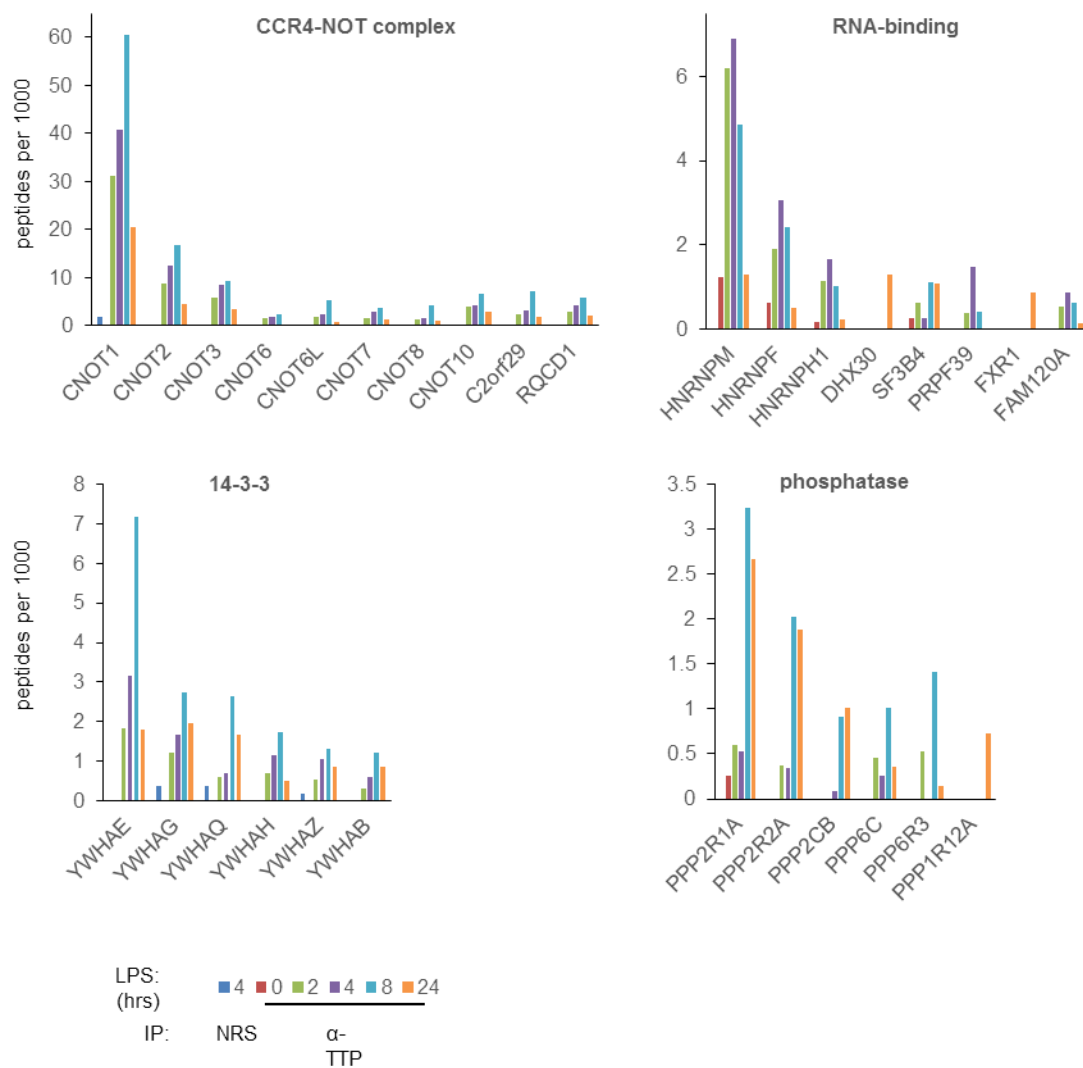 CCR4-NOT complex
peptides per 1000
60
50
40
30
20
10
0
CNOT1
CNOT2
CNOT3
CNOT6
CNOT6L
CNOT7
CNOT8
CNOT10
C2orf29
RQCD1
RNA-binding
6
4
2
0
HNRNPM
HNRNPF
HNRNPH1
DHX30
SF3B4
PRPF39
FXR1
FAM120A
14-3-3
peptides per 1000
8
7
6
5
4
3
2
1
0
YWHAE
YWHAG
YWHAQ
YWHAH
YWHAZ
YWHAB
phosphatase
3.5
3
2.5
2
1.5
1
0.5
0
PPP2R1A
PPP2R2A
PPP2CB
PPP6C
PPP6R3
PPP1R12A
LPS:
(hrs)
4 0 2 4 8 24
IP: NRS α-
TTP